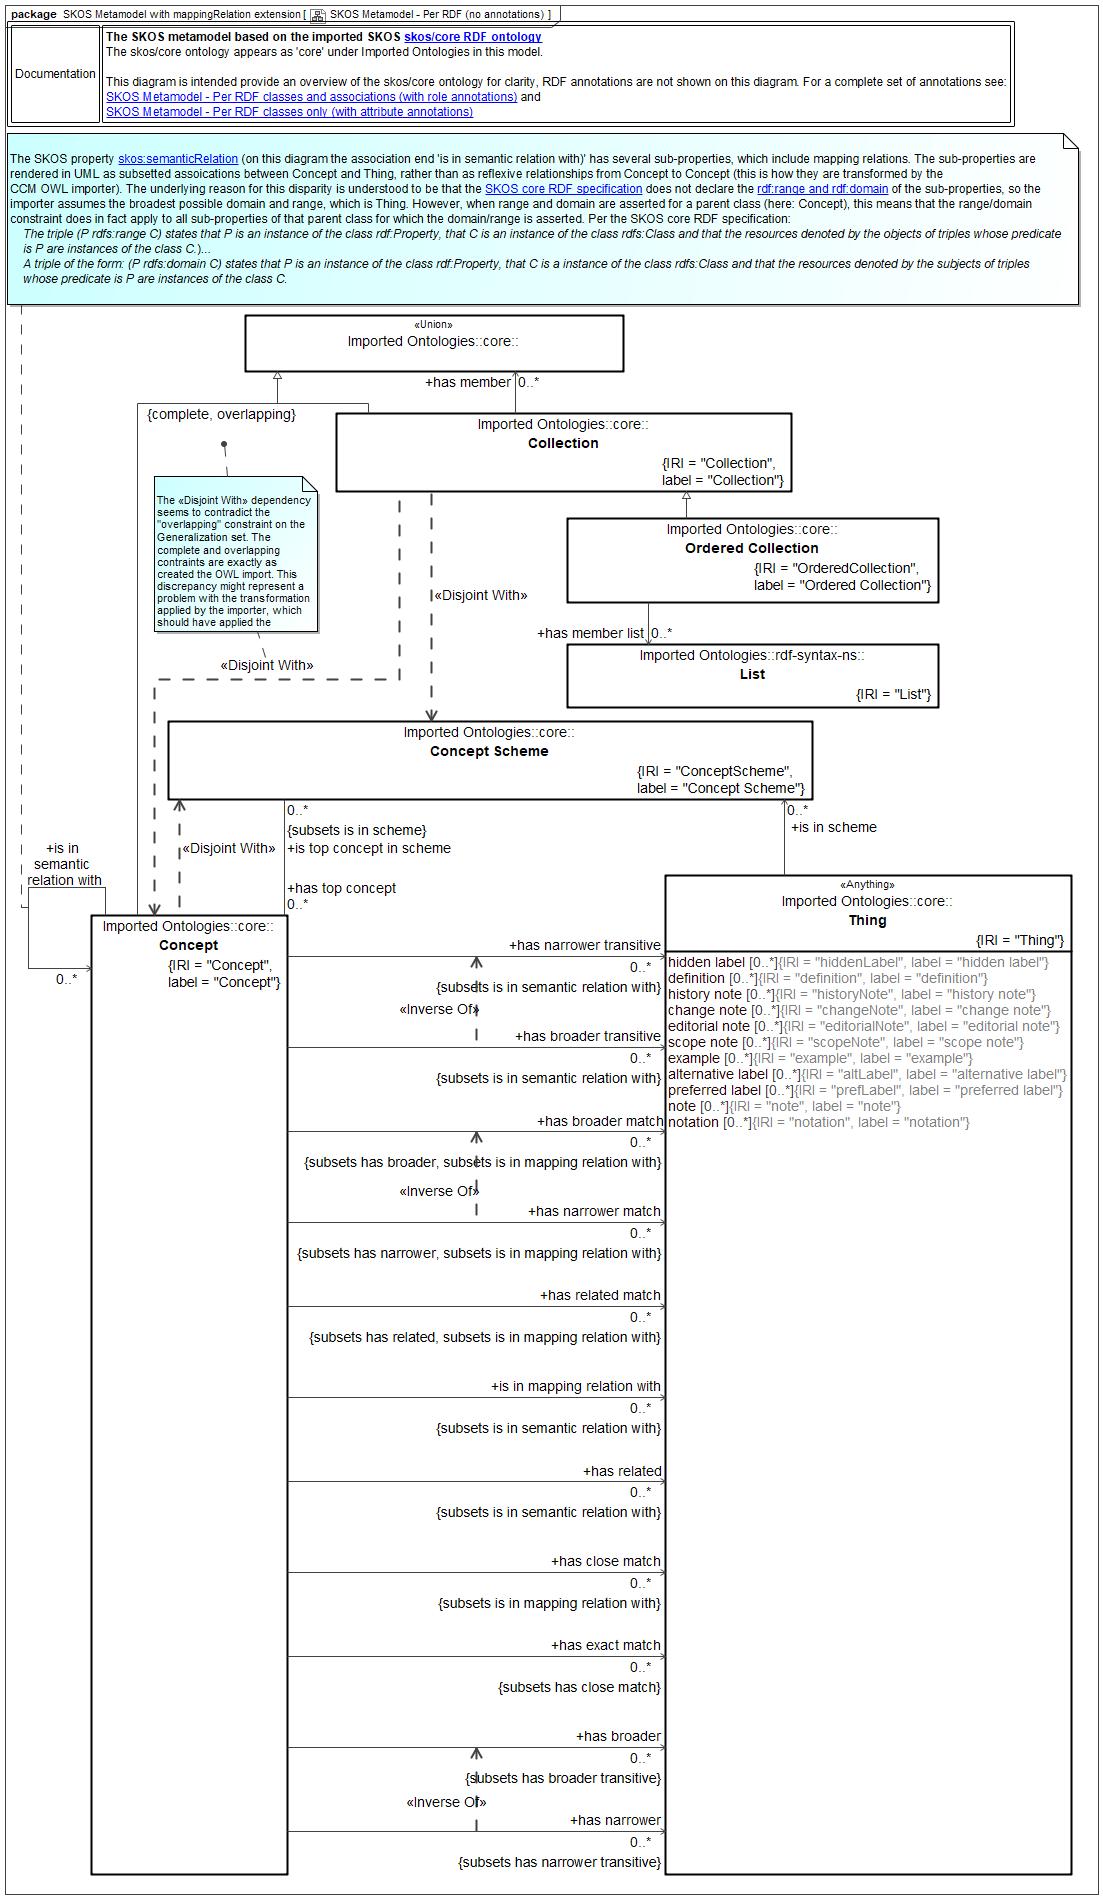 package SKOS Metamodel with mappingRelation extension [ SKOS Metamodel - Per RDF (no annotations) ]
Documentation
The SKOS metamodel based on the imported SKOS skos/core RDF ontology
The skos/core ontology appears as 'core' under Imported Ontologies in this model.
This diagram is intended provide an overview of the skos/core ontology for clarity, RDF annotations are not shown on this diagram. For a complete set of annotations see:
SKOS Metamodel - Per RDF classes and associations (with role annotations) and
SKOS Metamodel - Per RDF classes only (with attribute annotations)
The SKOS property skos:semanticRelation (on this diagram the association end 'is in semantic relation with)' has several sub-properties, which include mapping relations. The sub-properties are
rendered in UML as subsetted assoications between Concept and Thing, rather than as reflexive relationships from Concept to Concept (this is how they are transformed by the
CCM OWL importer). The underlying reason for this disparity is understood to be that the SKOS core RDF specification does not declare the rdf:range and rdf:domain of the sub-properties, so the
importer assumes the broadest possible domain and range, which is Thing. However, when range and domain are asserted for a parent class (here: Concept), this means that the range/domain
constraint does in fact apply to all sub-properties of that parent class for which the domain/range is asserted. Per the SKOS core RDF specification:
The triple (P rdfs:range C) states that P is an instance of the class rdf:Property, that C is an instance of the class rdfs:Class and that the resources denoted by the objects of triples whose predicate
is P are instances of the class C.)...
A triple of the form: (P rdfs:domain C) states that P is an instance of the class rdf:Property, that C is a instance of the class rdfs:Class and that the resources denoted by the subjects of triples
whose predicate is P are instances of the class C.
«Union»
Imported Ontologies::core::
+has member 0..*
{complete, overlapping}
Imported Ontologies::core::
Collection
{IRI = "Collection",
label = "Collection"}
The «Disjoint With» dependency
seems to contradict the
"overlapping" constraint on the
Generalization set. The
complete and overlapping
contraints are exactly as
created the OWL import. This
discrepancy might represent a
problem with the transformation
applied by the importer, which
should have applied the
Imported Ontologies::core::
Ordered Collection
{IRI = "OrderedCollection",
label = "Ordered Collection"}
«Disjoint With»
+has member list 0..*
«Disjoint With»
Imported Ontologies::rdf-syntax-ns::
List
{IRI = "List"}
Imported Ontologies::core::
Concept Scheme
{IRI = "ConceptScheme",
label = "Concept Scheme"}
0..*
{subsets is in scheme}
+is top concept in scheme
0..*
+is in scheme
«Disjoint With»
+is in
semantic
relation with
0..*
+has top concept
0..*
Imported Ontologies::core::
Concept
{IRI = "Concept",
label = "Concept"}
«Anything»
Imported Ontologies::core::
Thing
{IRI = "Thing"}
hidden label [0..*]{IRI = "hiddenLabel", label = "hidden label"}
definition [0..*]{IRI = "definition", label = "definition"}
history note [0..*]{IRI = "historyNote", label = "history note"}
change note [0..*]{IRI = "changeNote", label = "change note"}
editorial note [0..*]{IRI = "editorialNote", label = "editorial note"}
scope note [0..*]{IRI = "scopeNote", label = "scope note"}
example [0..*]{IRI = "example", label = "example"}
alternative label [0..*]{IRI = "altLabel", label = "alternative label"}
preferred label [0..*]{IRI = "prefLabel", label = "preferred label"}
note [0..*]{IRI = "note", label = "note"}
notation [0..*]{IRI = "notation", label = "notation"}
+has narrower transitive
0..*
{subsets is in semantic relation with}
«Inverse Of»
+has broader transitive
0..*
{subsets is in semantic relation with}
+has broader match
0..*
{subsets has broader, subsets is in mapping relation with}
«Inverse Of»
+has narrower match
0..*
{subsets has narrower, subsets is in mapping relation with}
+has related match
0..*
{subsets has related, subsets is in mapping relation with}
+is in mapping relation with
0..*
{subsets is in semantic relation with}
+has related
0..*
{subsets is in semantic relation with}
+has close match
0..*
{subsets is in mapping relation with}
+has exact match
0..*
{subsets has close match}
+has broader
0..*
{subsets has broader transitive}
«Inverse Of»
+has narrower
0..*
{subsets has narrower transitive}